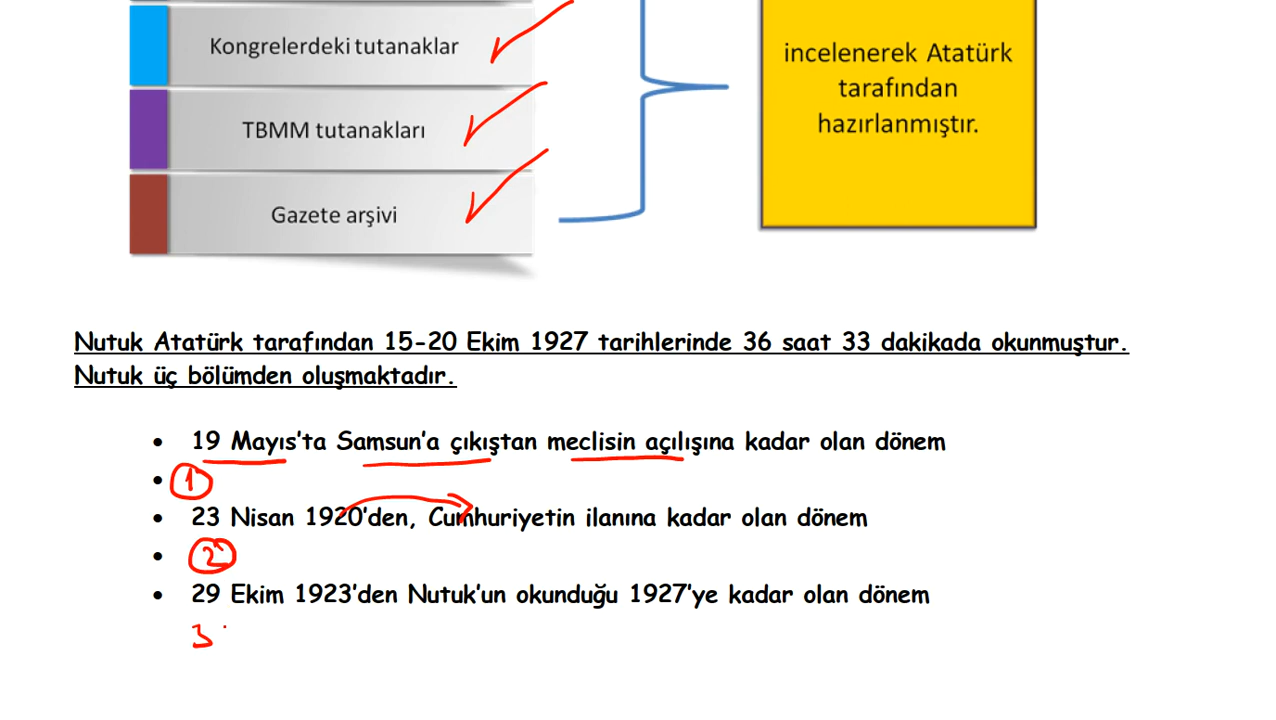 Kongrelerdeki tutanaklar
TBMM tutanakları
Gazete arşivi
incelenerek Atatürk
tarafından
hazırlanmıştır.
Nutuk Atatürk tarafından 15-20 Ekim 1927 tarihlerinde 36 saat 33 dakikada okunmuştur.
Nutuk üç bölümden oluşmaktadır.
• 19 Mayıs'ta Samsun'a çıkıştan meclisin açılışına kadar olan dönem
• 1
• 23 Nisan 1920'den, Cumhuriyetin ilanına kadar olan dönem
• 2
• 29 Ekim 1923'den Nutuk'un okunduğu 1927'ye kadar olan dönem
3